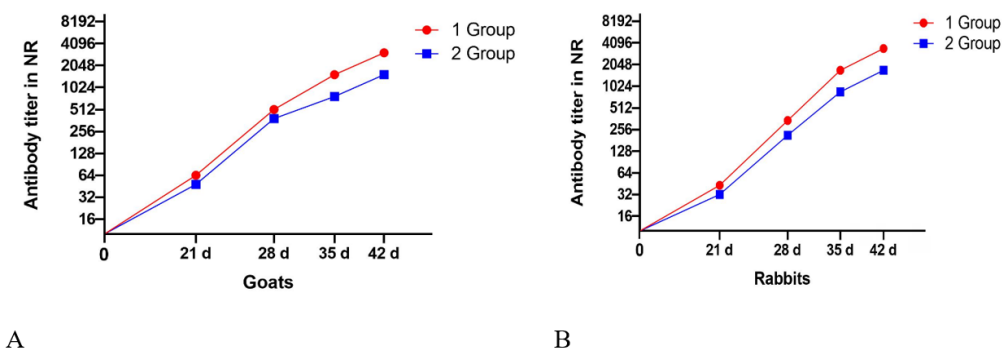 Antibody titer in NR
8192
4096
2048
1024
512
256
128
64
32
16
0
21 d
28 d
35 d
42 d
Goats
1 Group
2 Group
A
Antibody titer in NR
8192
4096
2048
1024
512
256
128
64
32
16
0
21 d
28 d
35 d
42 d
Rabbits
1 Group
2 Group
B